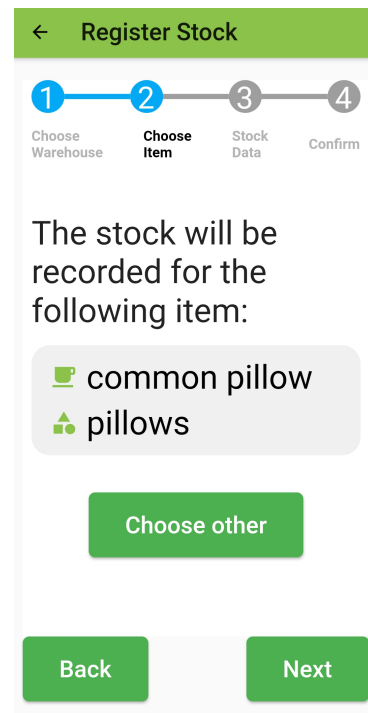 Register Stock
1 2 3 4
Choose Warehouse Choose Item Stock Data Confirm
The stock will be
recorded for the
following item:
common pillow
pillows
Choose other
Back Next